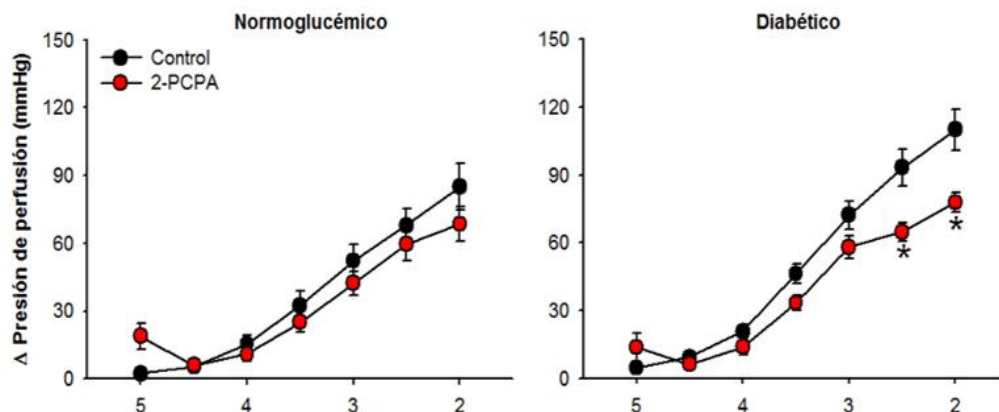 Normoglucémico
Diabético
Δ Presión de perfusión (mmHg)
150
120
90
60
30
0
Control
2-PCPA
5 4 3 2
150
120
90
60
30
0
*
*
5 4 3 2